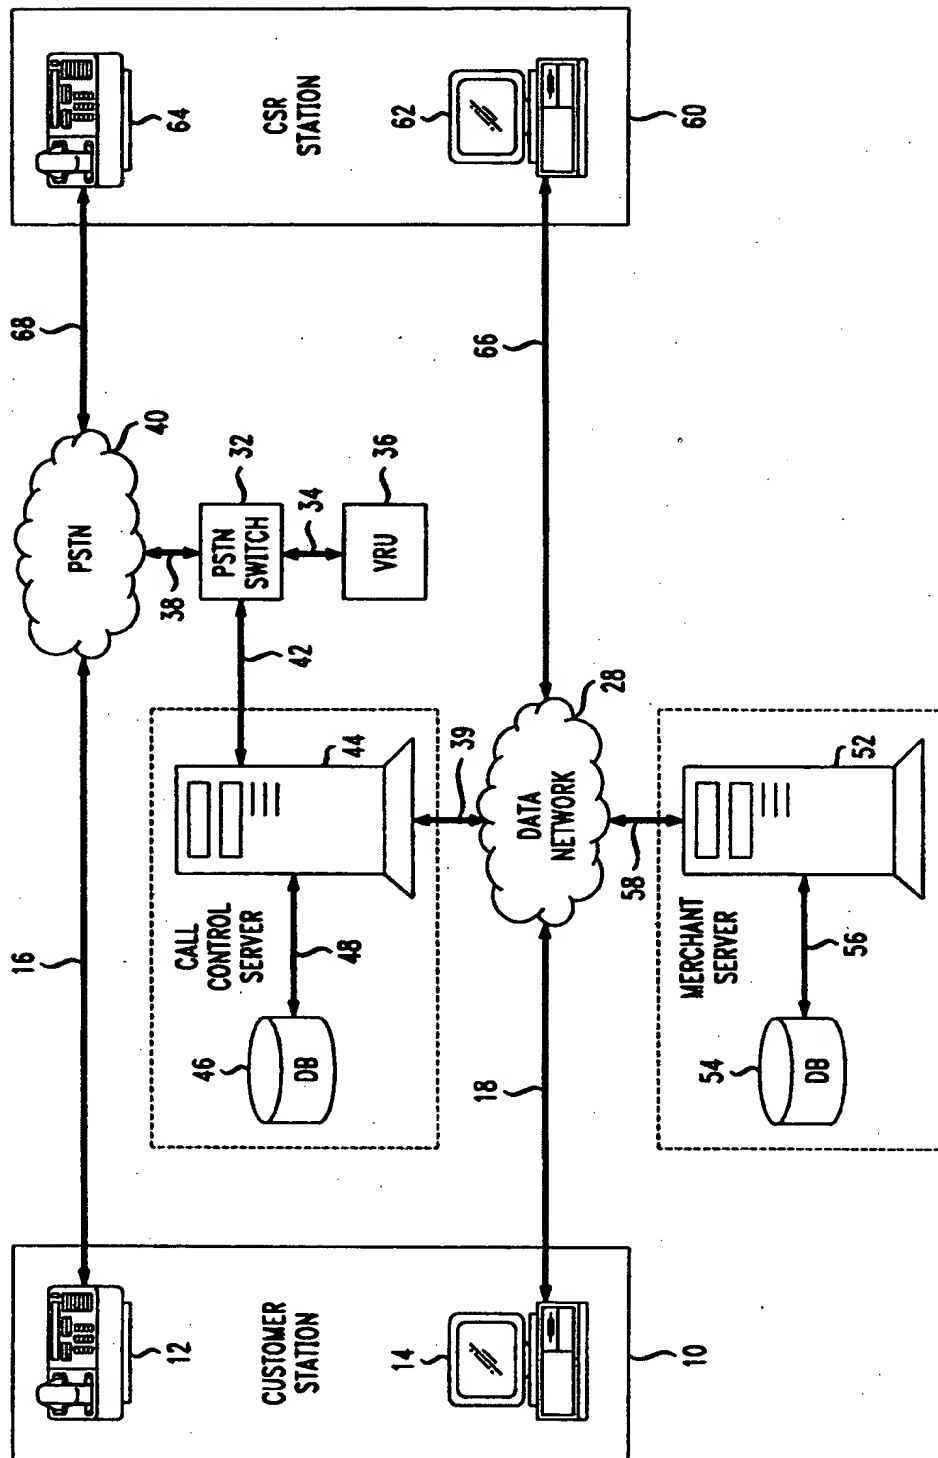 12
CUSTOMER
STATION
14
10
16
18
46
DB
48
CALL
CONTROL
SERVER
44
42
39
54
DB
56
MERCHANT
SERVER
52
58
DATA
NETWORK
28
PSTN
40
38
PSTN
SWITCH
32
34
VRU
36
68
66
64
CSR
STATION
62
60